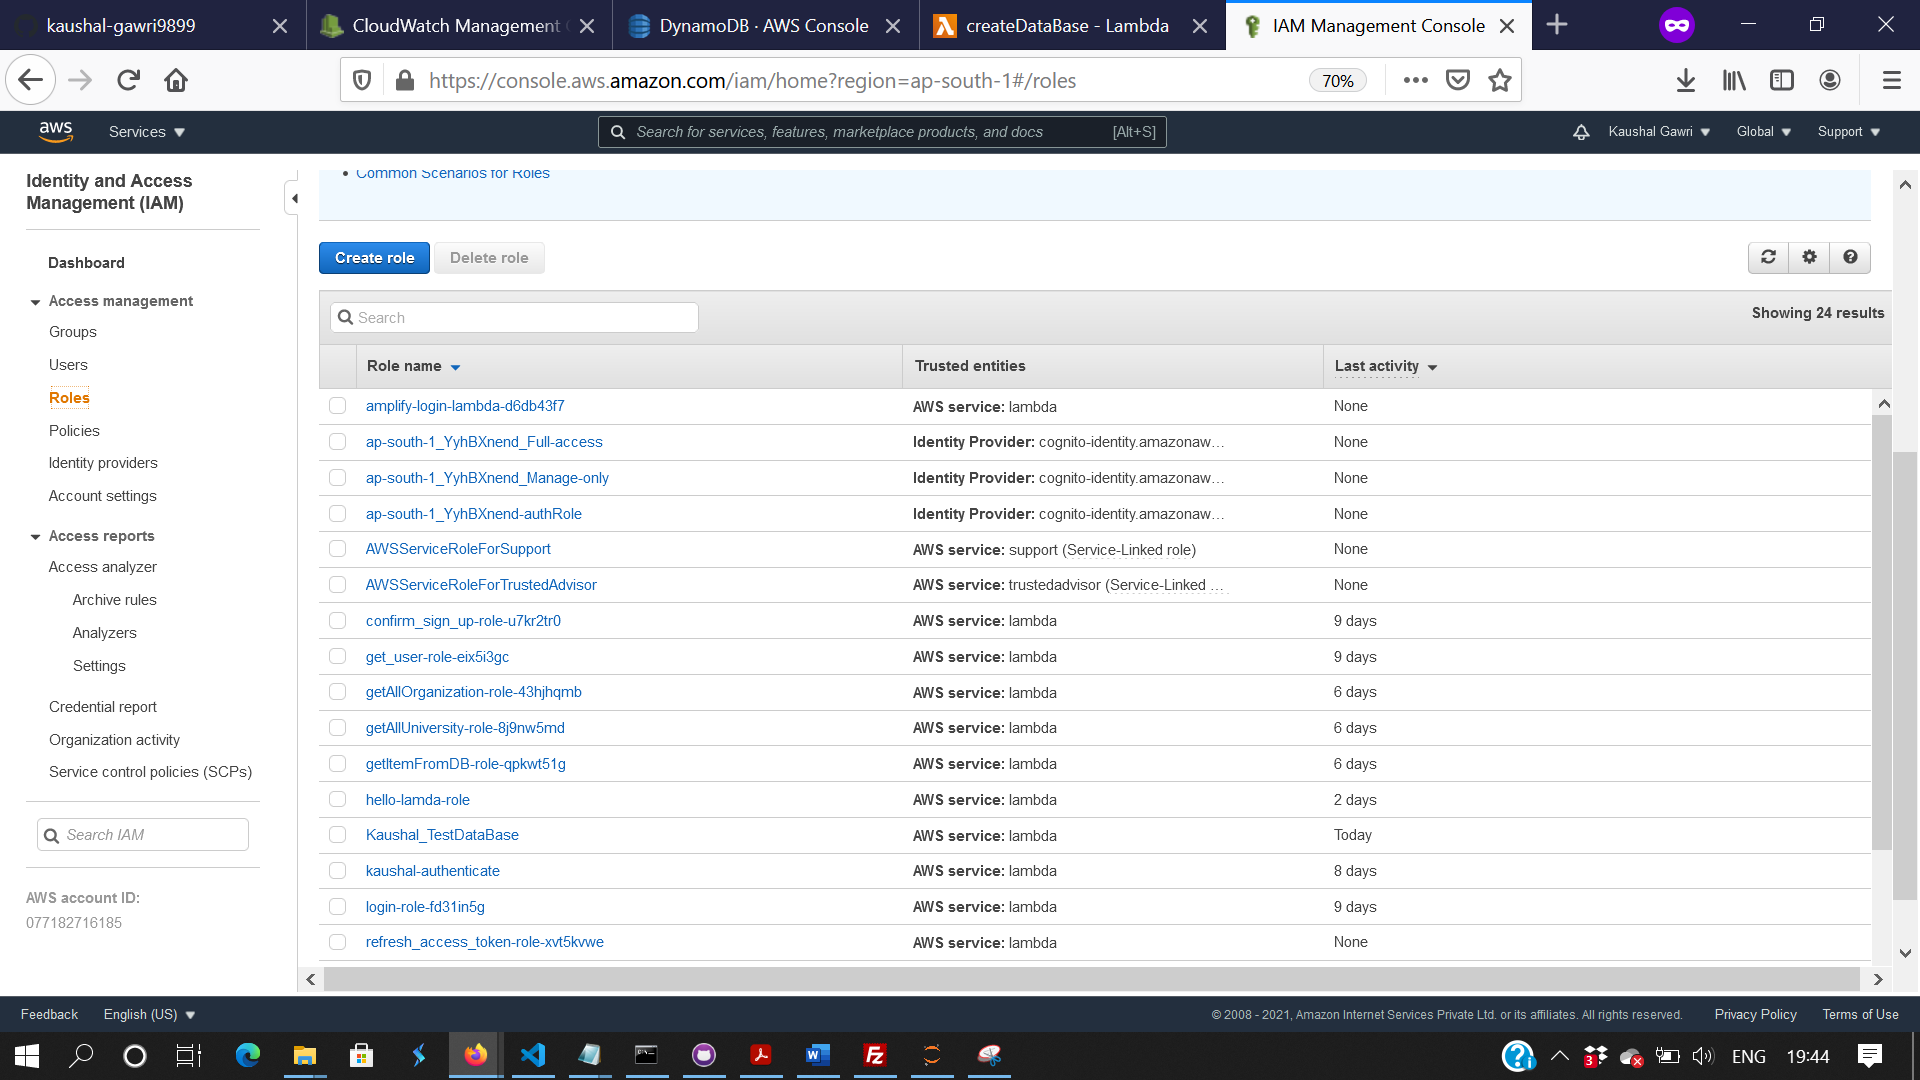 kaushal-gawri9899
CloudWatch Management C
DynamoDB · AWS Console
createDataBase - Lambda
IAM Management Console
https://console.aws.amazon.com/iam/home?region=ap-south-1#/roles
70%
aws
Services
Search for services, features, marketplace products, and docs
[Alt+S]
Kaushal Gawri
Global
Support
Identity and Access
Management (IAM)
Dashboard
Access management
Groups
Users
Roles
Policies
Identity providers
Account settings
Access reports
Access analyzer
Archive rules
Analyzers
Settings
Credential report
Organization activity
Service control policies (SCPs)
Search IAM
AWS account ID:
077182716185
• Common Scenarios for Roles
Create role
Delete role
Search
Showing 24 results
Role name Trusted entities Last activity
amplify-login-lambda-d6db43f7 AWS service: lambda None
ap-south-1_YyhBXnend_Full-access Identity Provider: cognito-identity.amazonaw… None
ap-south-1_YyhBXnend_Manage-only Identity Provider: cognito-identity.amazonaw… None
ap-south-1_YyhBXnend-authRole Identity Provider: cognito-identity.amazonaw… None
AWSServiceRoleForSupport AWS service: support (Service-Linked role) None
AWSServiceRoleForTrustedAdvisor AWS service: trustedadvisor (Service-Linked … None
confirm_sign_up-role-u7kr2tr0 AWS service: lambda 9 days
get_user-role-eix5i3gc AWS service: lambda 9 days
getAllOrganization-role-43hjhqmb AWS service: lambda 6 days
getAllUniversity-role-8j9nw5md AWS service: lambda 6 days
getItemFromDB-role-qpkwt51g AWS service: lambda 6 days
hello-lamda-role AWS service: lambda 2 days
Kaushal_TestDataBase AWS service: lambda Today
kaushal-authenticate AWS service: lambda 8 days
login-role-fd31in5g AWS service: lambda 9 days
refresh_access_token-role-xvt5kvwe AWS service: lambda None
Feedback
English (US)
© 2008 - 2021, Amazon Internet Services Private Ltd. or its affiliates. All rights reserved.
Privacy Policy
Terms of Use
3
ENG
19:44